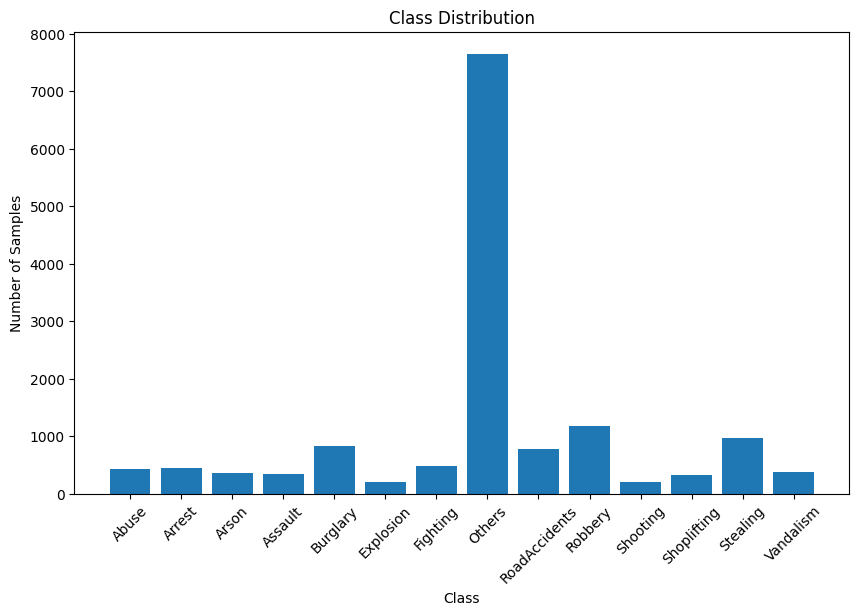 Class Distribution
Number of Samples
8000
7000
6000
5000
4000
3000
2000
1000
0
Abuse
Arrest
Arson
Assault
Burglary
Explosion
Fighting
Others
RoadAccidents
Robbery
Shooting
Shoplifting
Stealing
Vandalism
Class